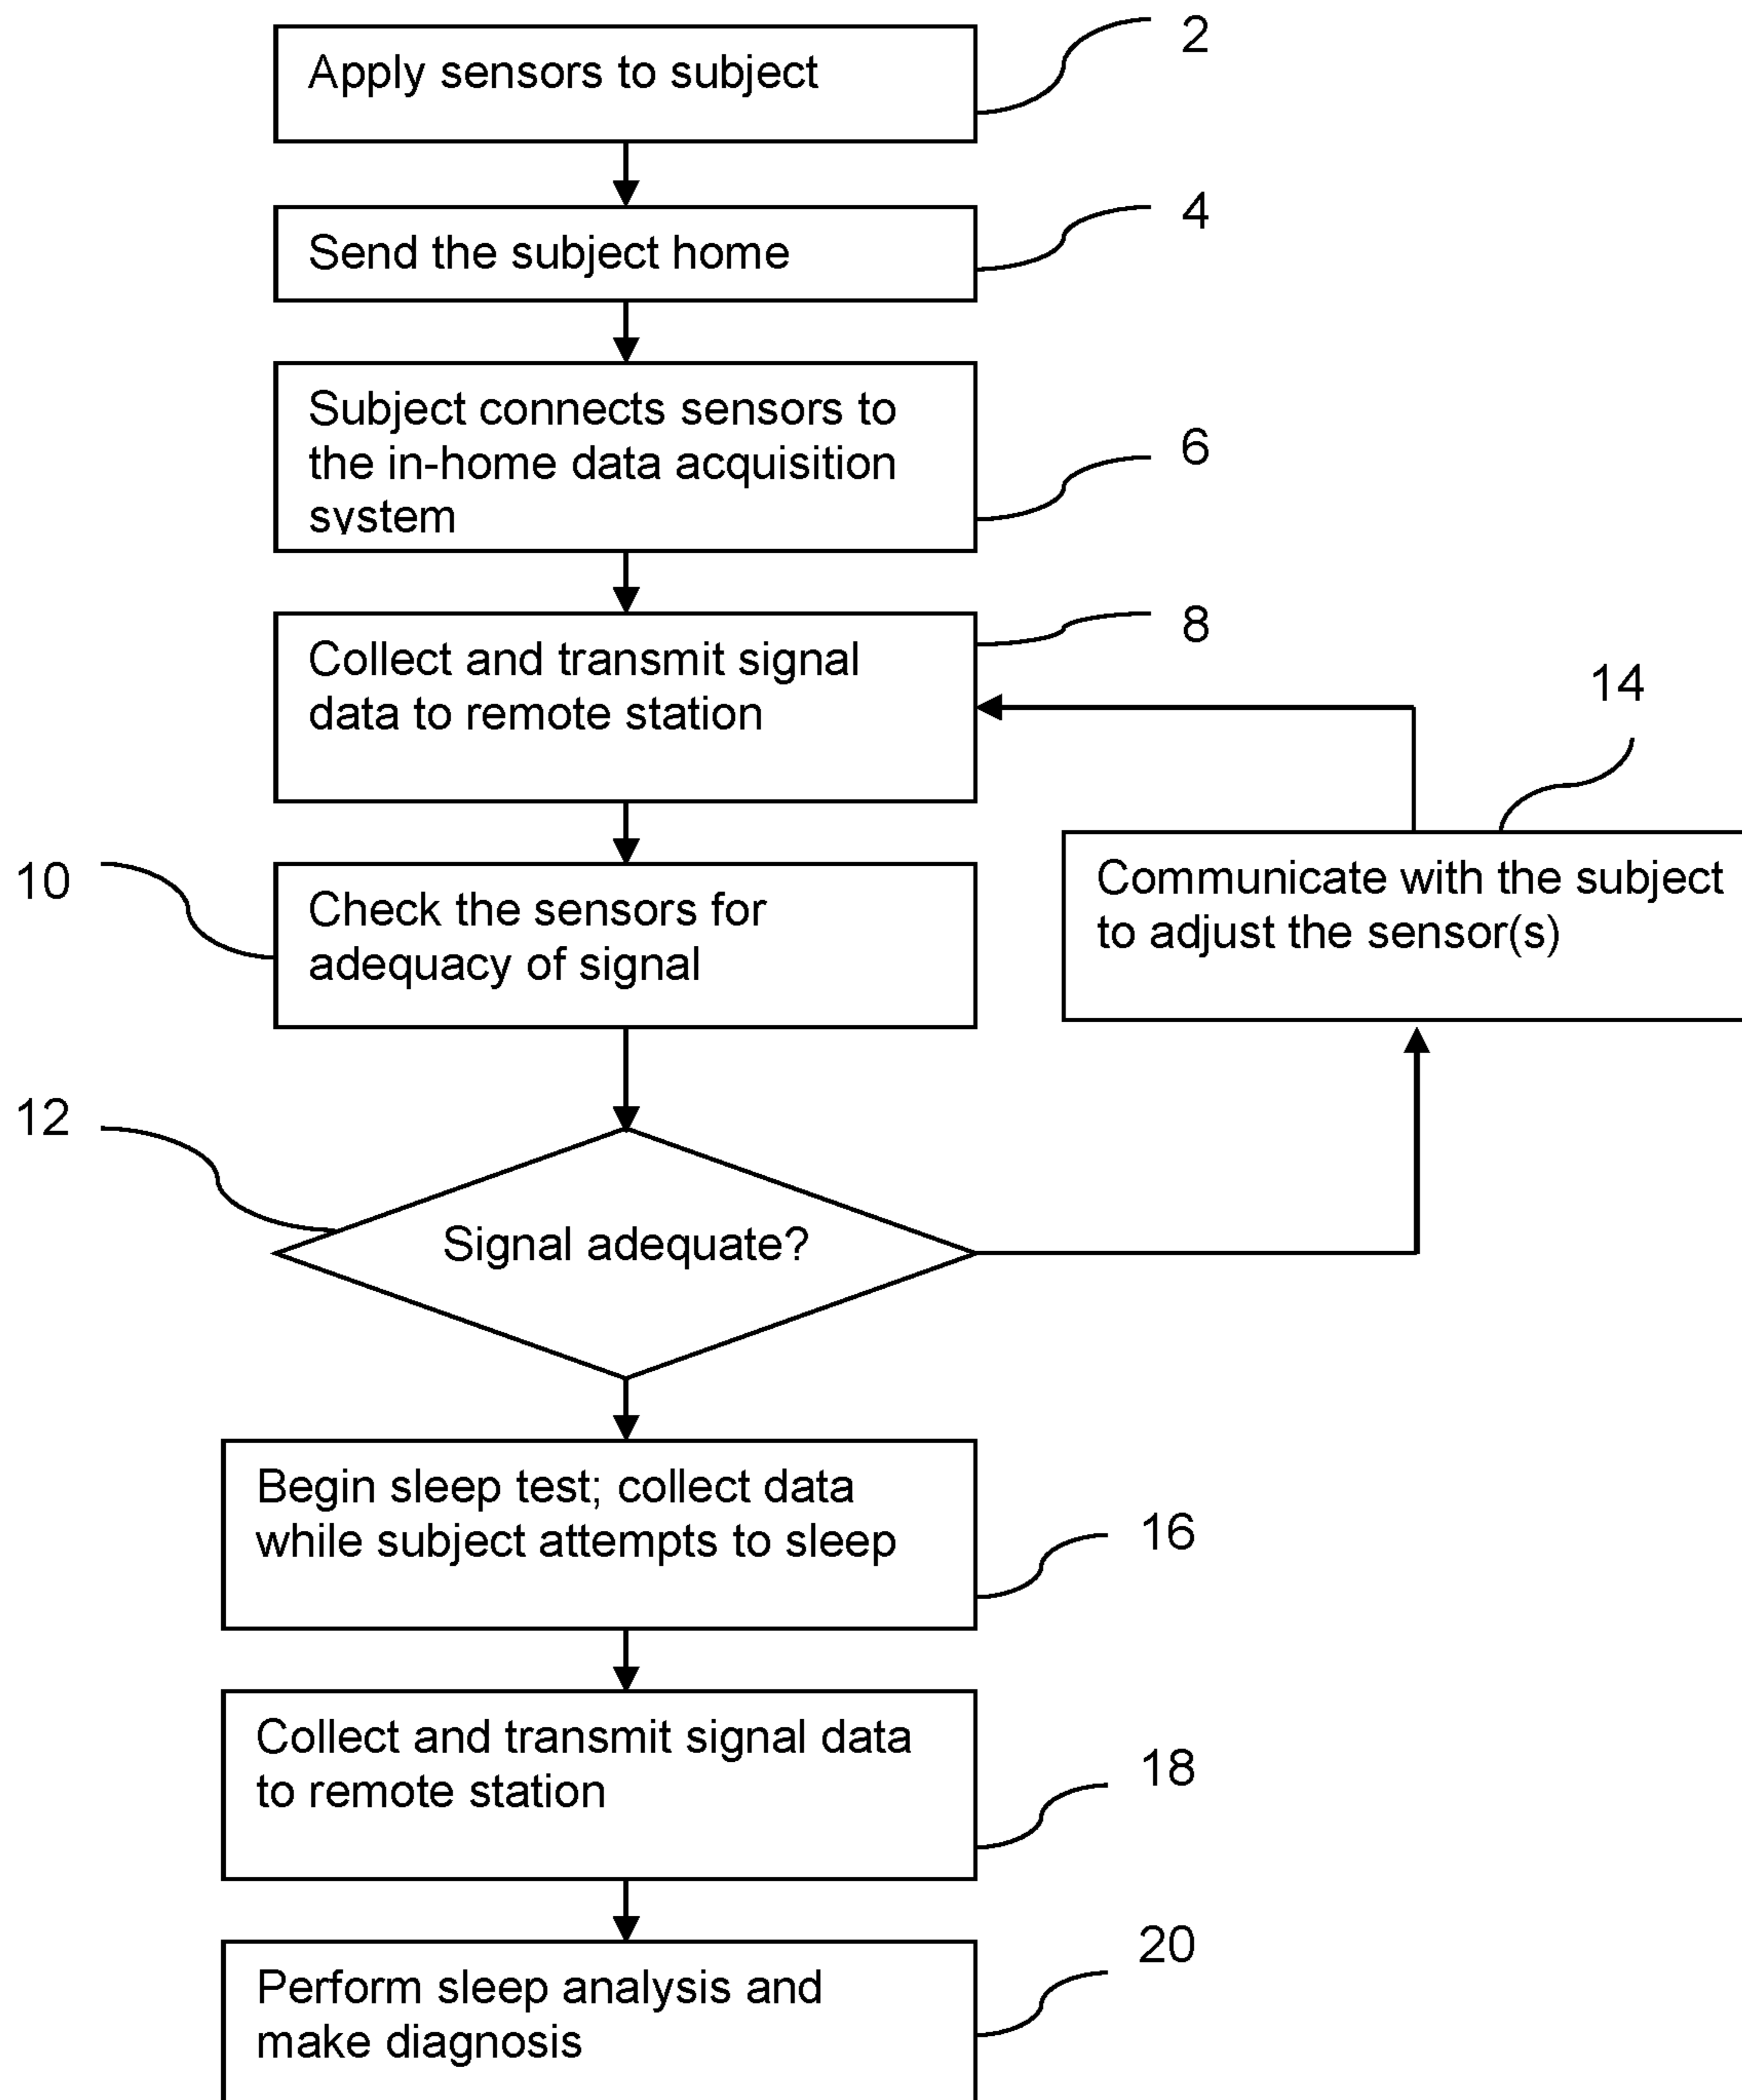 Apply sensors to subject
2
Send the subject home
4
Subject connects sensors to
the in-home data acquisition
system
6
Collect and transmit signal
data to remote station
8
14
Communicate with the subject
to adjust the sensor(s)
10
Check the sensors for
adequacy of signal
12
Signal adequate?
Begin sleep test; collect data
while subject attempts to sleep
16
Collect and transmit signal data
to remote station
18
Perform sleep analysis and
make diagnosis
20